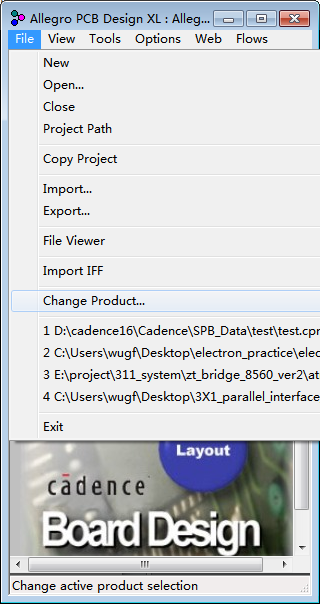 Allegro PCB Design XL : Alleg...
File View Tools Options Web Flows
New
Open...
Close
Project Path
Copy Project
Import...
Export...
File Viewer
Import IFF
Change Product...
1 D:\cadence16\Cadence\SPB_Data\test\test.cpr
2 C:\Users\wugf\Desktop\electron_practice\elec
3 E:\project\311_system\zt_bridge_8560_ver2\at
4 C:\Users\wugf\Desktop\3X1_parallel_interface
Exit
Layout
cādence
Board Design
Change active product selection